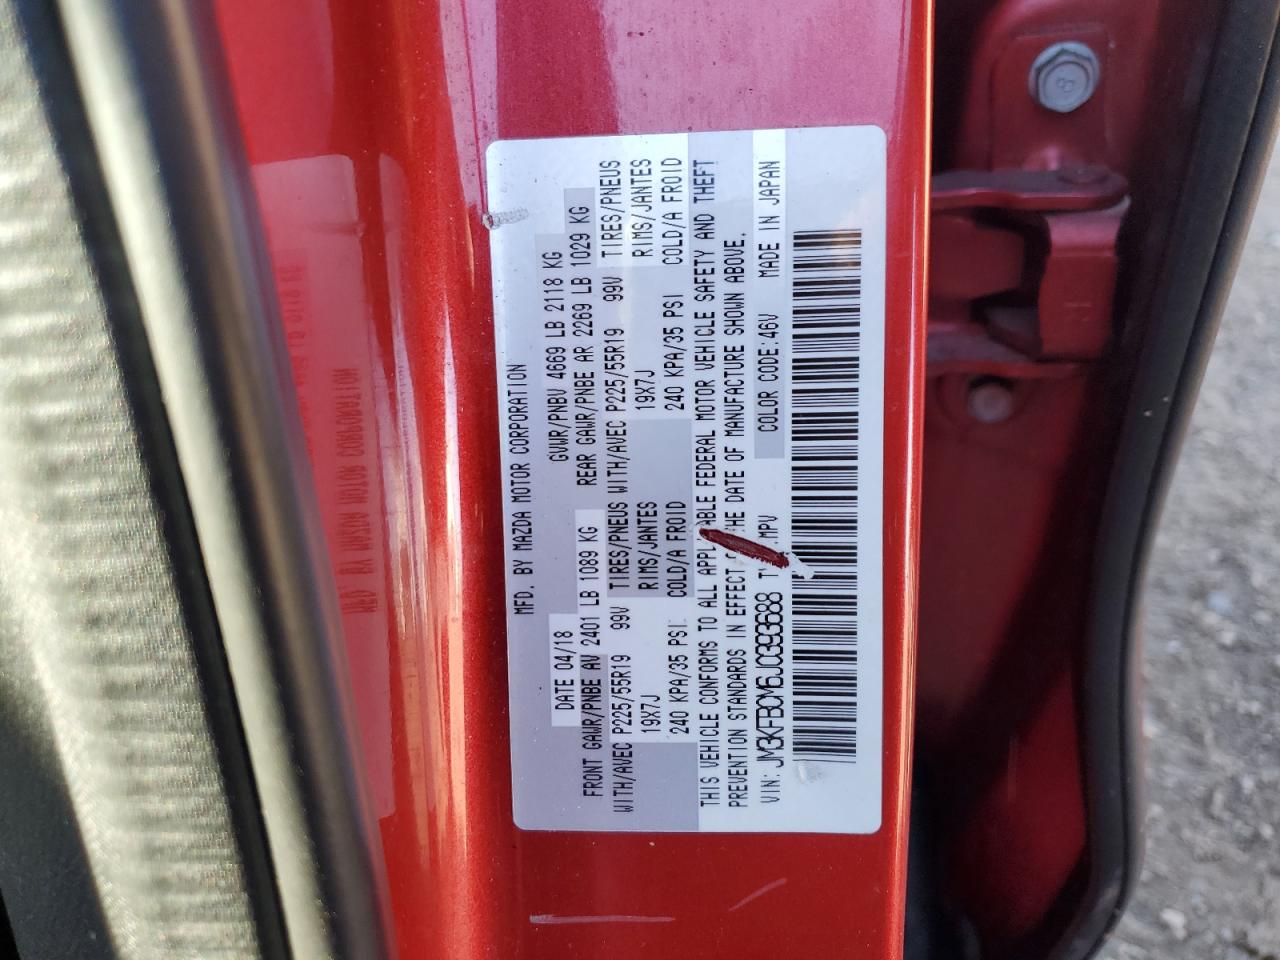 MFD. BY MAZDA MOTOR CORPORATION
DATE 04/18 GVWR/PNBV 4669 LB 2118 KG
FRONT GAWR/PNBE AV 2401 LB 1089 KG REAR GAWR/PNBE AR 2269 LB 1029 KG
WITH/AVEC P225/55R19 99V TIRES/PNEUS WITH/AVEC P225/55R19 99V TIRES/PNEUS
19X7J RIMS/JANTES 19X7J RIMS/JANTES
240 KPA/35 PSI. COLD/A FROID 240 KPA/35 PSI COLD/A FROID
THIS VEHICLE CONFORMS TO ALL FEDERAL MOTOR VEHICLE SAFETY AND THEFT
PREVENTION STANDARDS IN EFFECT THE DATE OF MANUFACTURE SHOWN ABOVE.
VIN: JM3KFBCM6J0393688 MPV COLOR CODE:46V MADE IN JAPAN
8